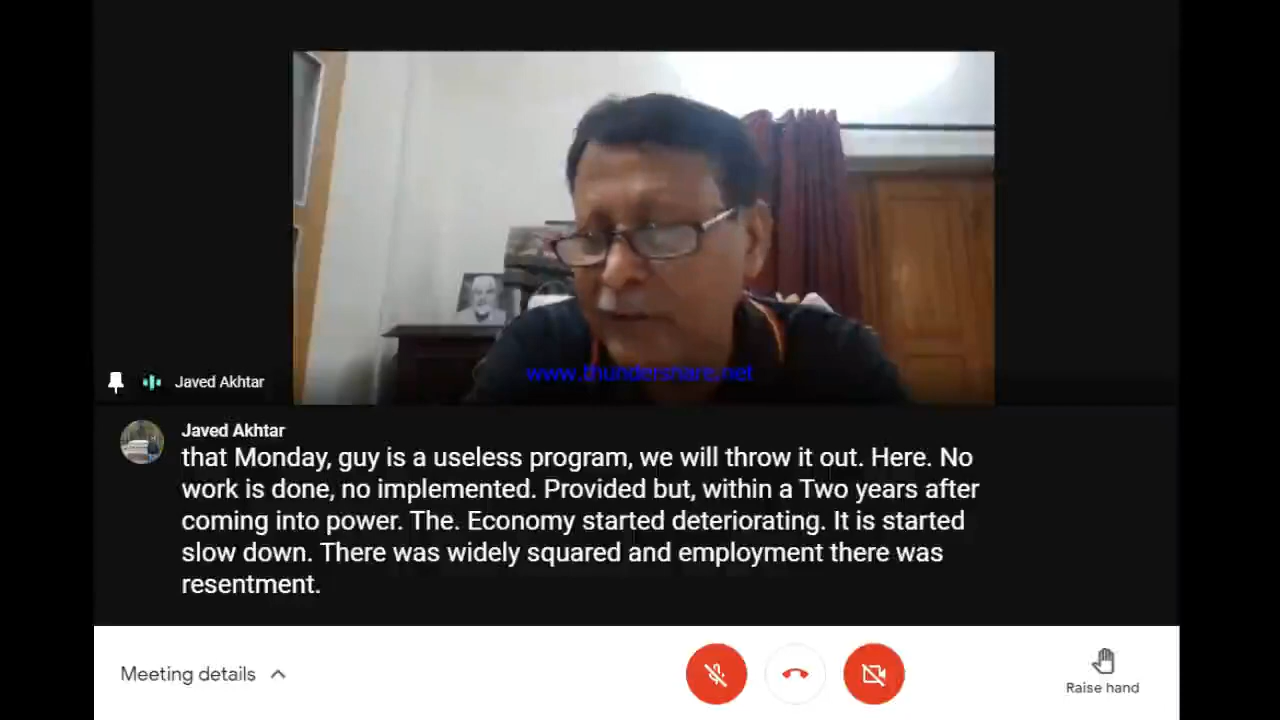 www.thundershare.net
Javed Akhtar
Javed Akhtar
that Monday, guy is a useless program, we will throw it out. Here. No
work is done, no implemented. Provided but, within a Two years after
coming into power. The. Economy started deteriorating. It is started
slow down. There was widely squared and employment there was
resentment.
Meeting details
Raise hand